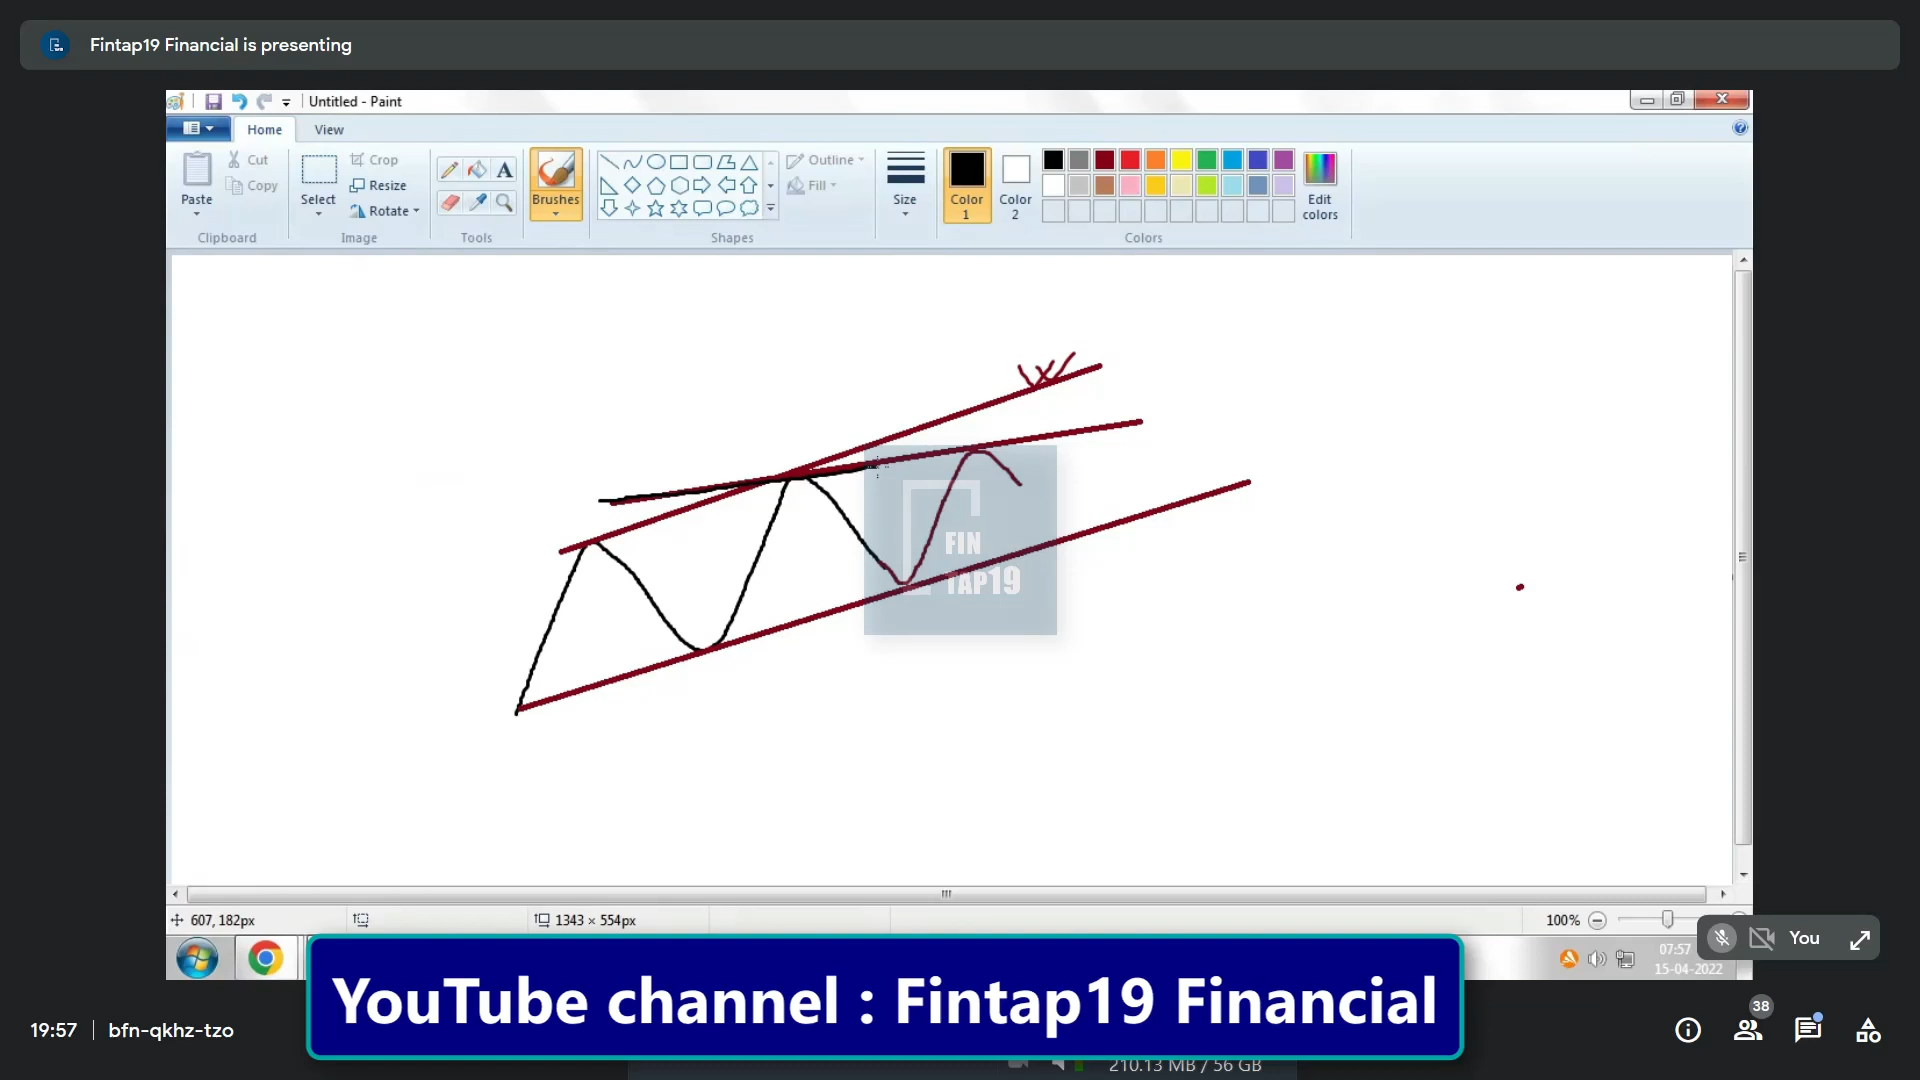 Fintap19 Financial is presenting
Untitled - Paint
Home View
Paste
Cut
Copy
Clipboard
Select
Crop
Resize
Rotate
Image
Tools
Brushes
Shapes
Outline
Fill
Size
Color 1
Color 2
Edit colors
Colors
FIN
TAP19
607, 182px
1343 × 554px
100%
You
07:57
15-04-2022
YouTube channel : Fintap19 Financial
19:57 | bfn-qkhz-tzo
38
210.13 MB / 56 GB